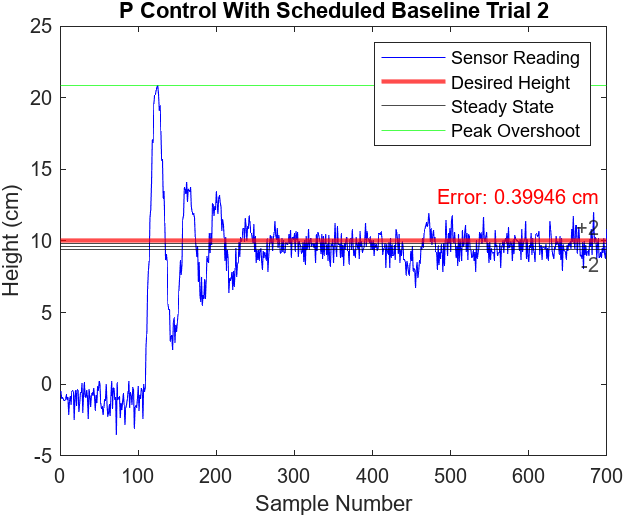 P Control With Scheduled Baseline Trial 2
25
20
15
10
5
0
-5
Height (cm)
Sensor Reading
Desired Height
Steady State
Peak Overshoot
Error: 0.39946 cm
+2
-2
0 100 200 300 400 500 600 700
Sample Number